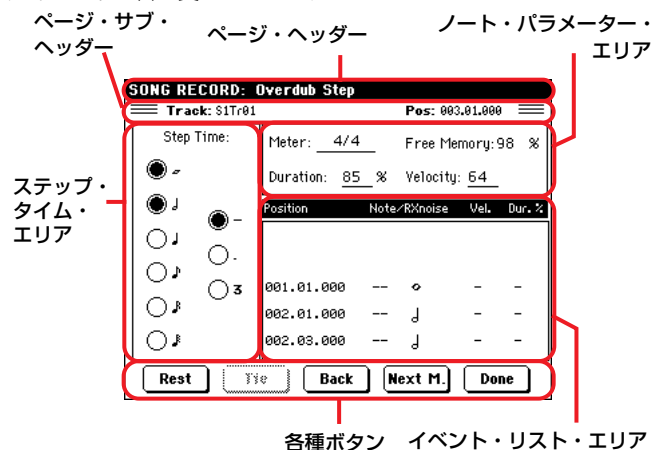 ページ・サブ・
ヘッダー
ページ・ヘッダー
ノート・パラメーター・
エリア
SONG RECORD: Overdub Step
Track: S1Tr01
Pos: 003.01.000
Step Time:
Meter: 4/4
Free Memory:98 %
Duration: 85 %
Velocity: 64
ステップ・
タイム・
エリア
Position Note/RXnoise Vel. Dur.%
3
001.01.000 -- - -
002.01.000 -- - -
002.03.000 -- - -
Rest
Tie
Back
Next M.
Done
各種ボタン
イベント・リスト・エリア